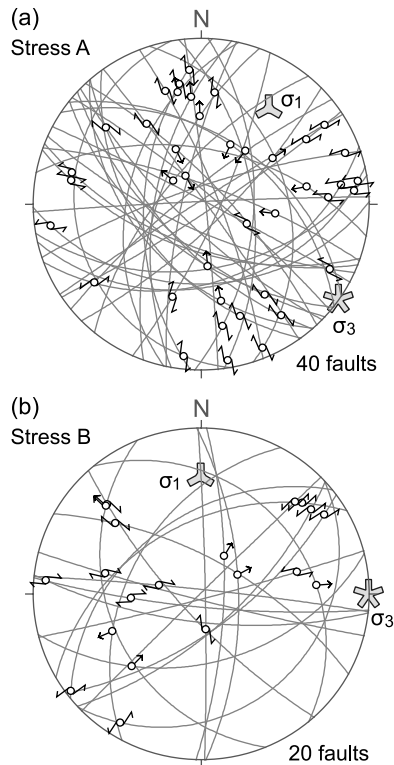 (a)
N
Stress A
σ1
σ3
40 faults
(b)
N
Stress B
σ1
σ3
20 faults